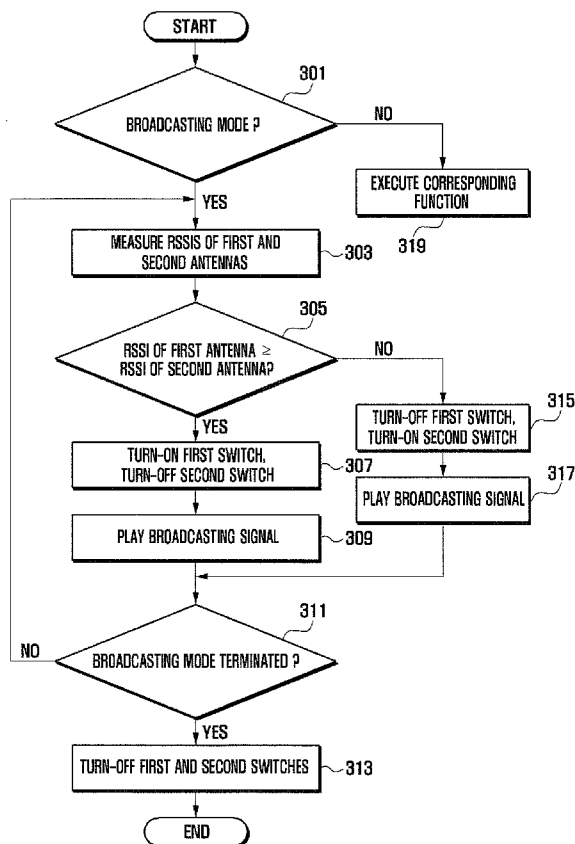 START
301
BROADCASTING MODE ?
NO
YES
EXECUTE CORRESPONDING
FUNCTION
319
MEASURE RSSIS OF FIRST AND
SECOND ANTENNAS
303
305
RSSI OF FIRST ANTENNA ≥
RSSI OF SECOND ANTENNA?
NO
YES
315
TURN-OFF FIRST SWITCH,
TURN-ON SECOND SWITCH
TURN-ON FIRST SWITCH,
TURN-OFF SECOND SWITCH
307
317
PLAY BROADCASTING SIGNAL
PLAY BROADCASTING SIGNAL
309
311
NO
BROADCASTING MODE TERMINATED ?
YES
TURN-OFF FIRST AND SECOND SWITCHES
313
END